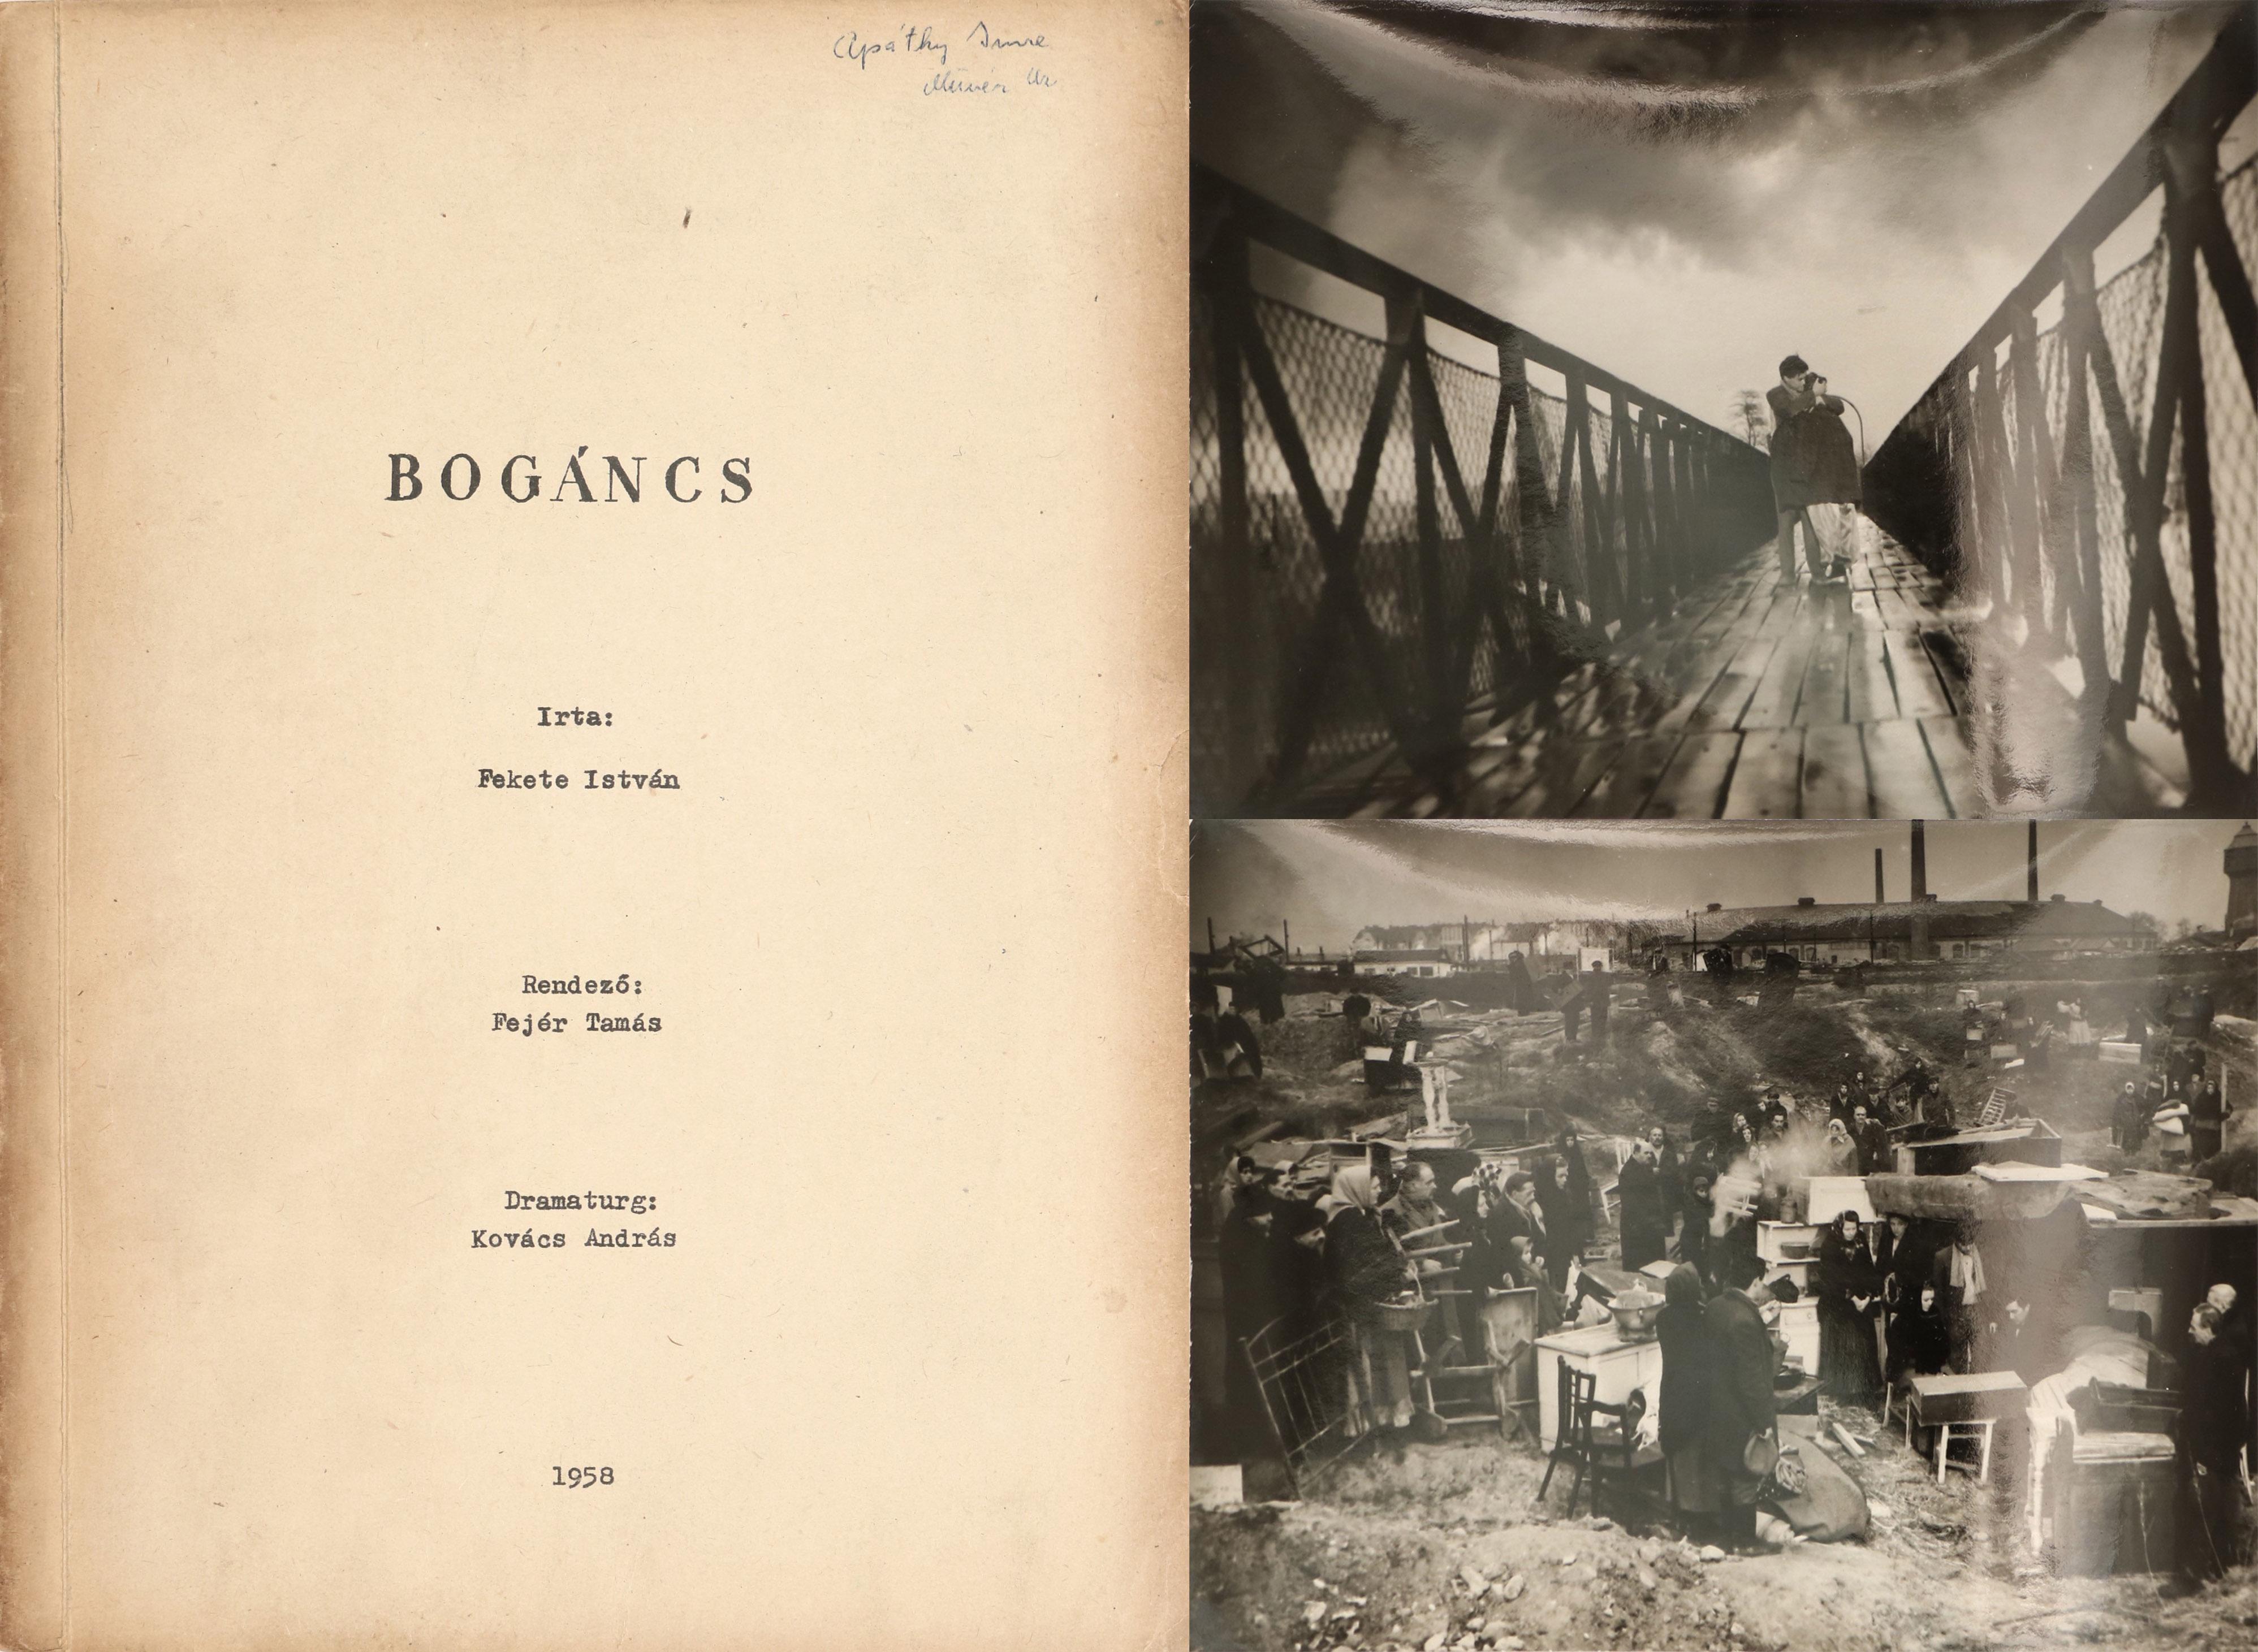 Apáthy Imre
Művész Úr
BOGÁNCS
Irta:
Fekete István
Rendező:
Fejér Tamás
Dramaturg:
Kovács András
1958